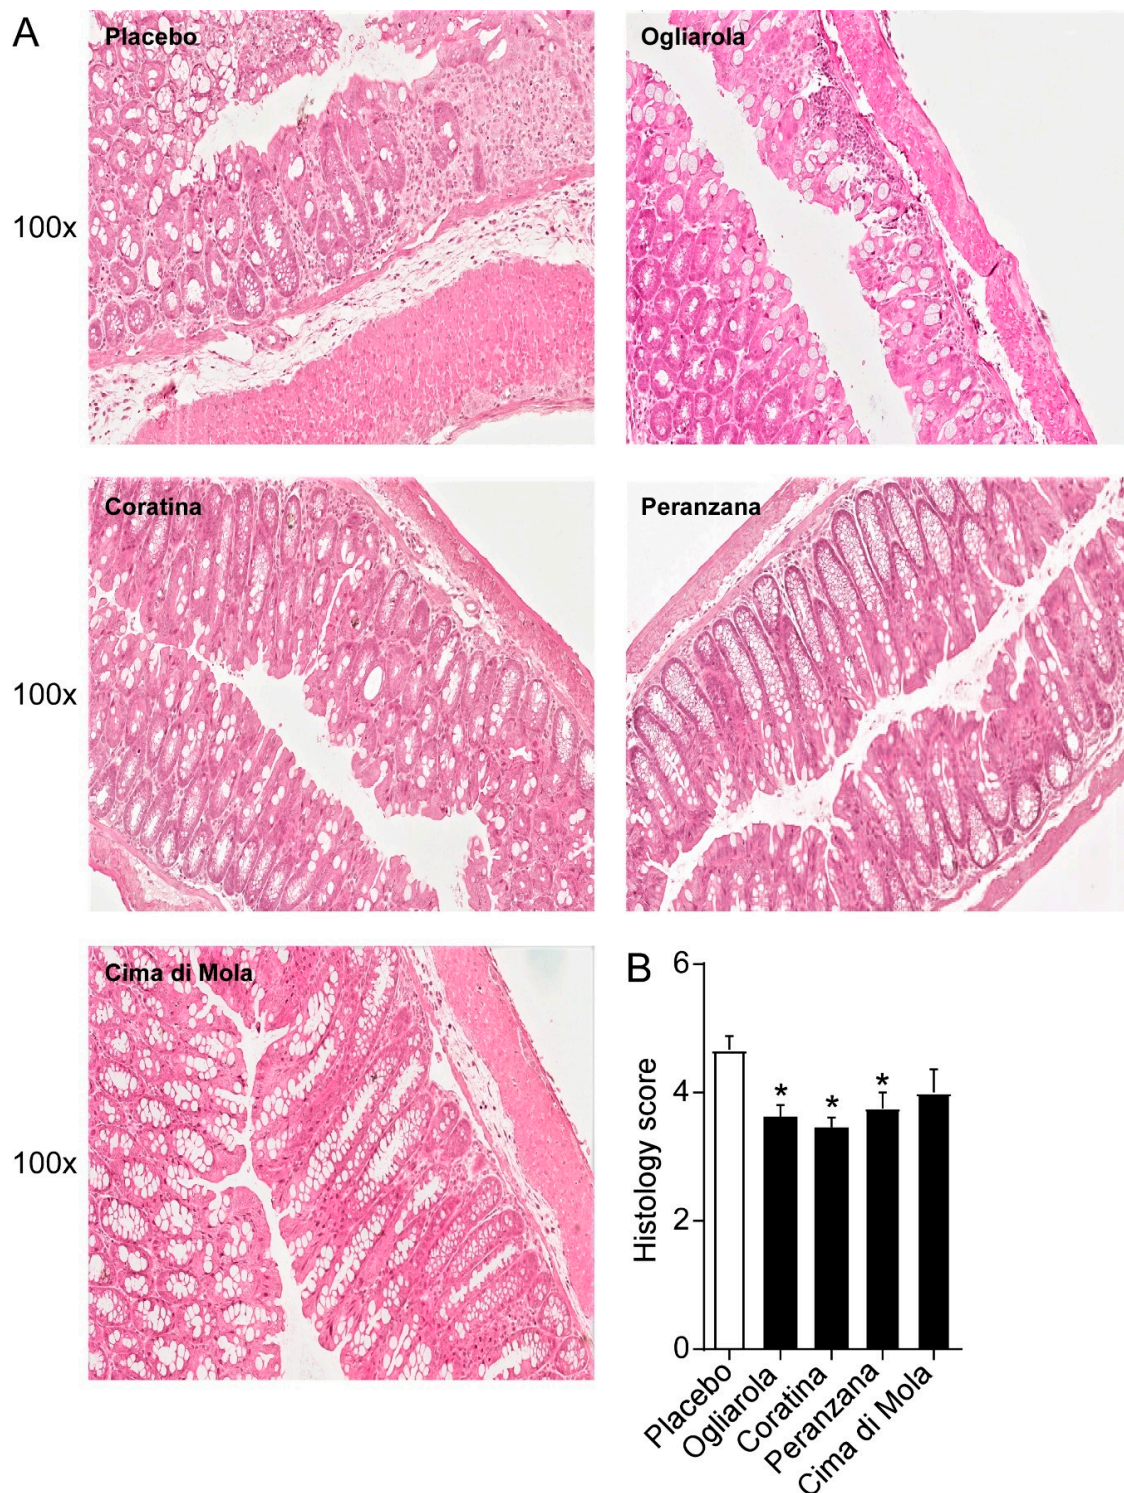 A
Placebo
Ogliarola
100x
Coratina
Peranzana
100x
Cima di Mola
100x
B
6
4
2
0
Histology score
*
*
*
Placebo
Ogliarola
Coratina
Peranzana
Cima di Mola